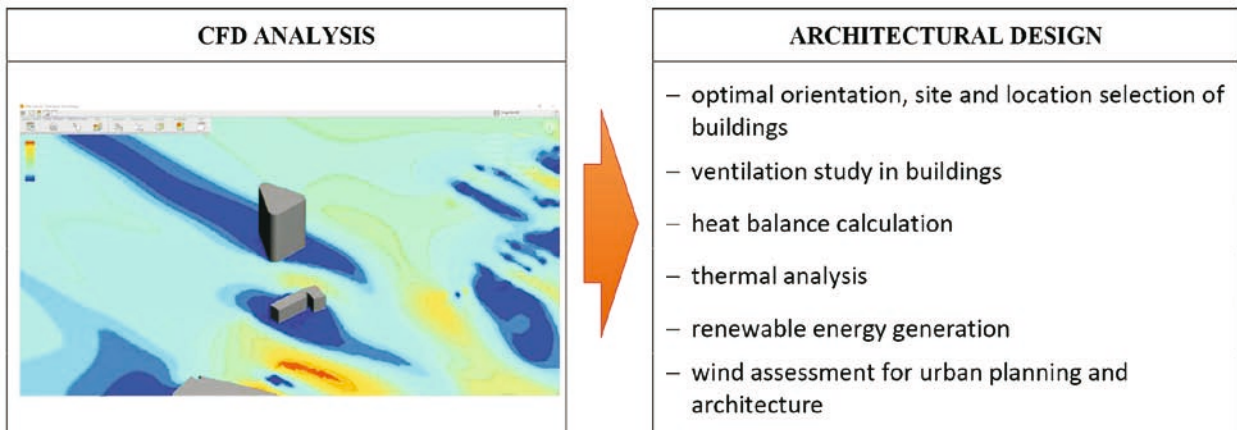 CFD ANALYSIS
ARCHITECTURAL DESIGN
– optimal orientation, site and location selection of
buildings
– ventilation study in buildings
– heat balance calculation
– thermal analysis
– renewable energy generation
– wind assessment for urban planning and
architecture